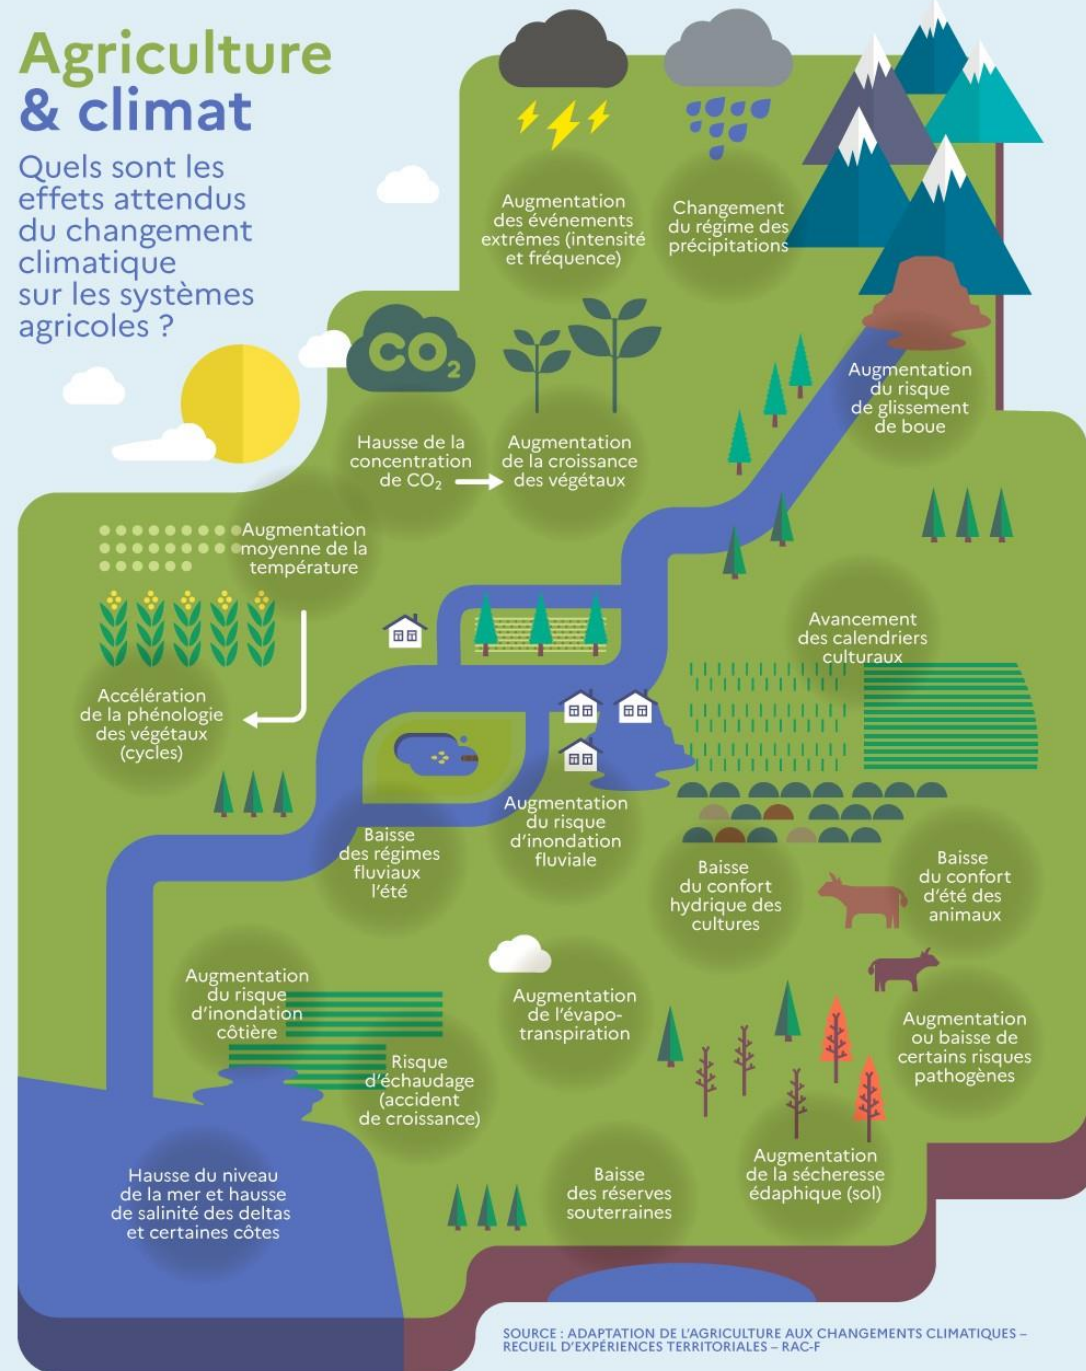 Agriculture
& climat
Quels sont les
effets attendus
du changement
climatique
sur les systèmes
agricoles ?
Augmentation
des événements
extrêmes (intensité
et fréquence)
Changement
du régime des
précipitations
Augmentation
du risque
de glissement
de boue
CO₂
Hausse de la
concentration
de CO₂
Augmentation
de la croissance
des végétaux
Augmentation
moyenne de la
température
Accélération
de la phénologie
des végétaux
(cycles)
Avancement
des calendriers
culturaux
Augmentation
du risque
d'inondation
fluviale
Baisse
des régimes
fluviaux
l'été
Baisse
du confort
hydrique des
cultures
Baisse
du confort
d'été des
animaux
Augmentation
du risque
d'inondation
côtière
Augmentation
de l'évapo-
transpiration
Augmentation
ou baisse de
certains risques
pathogènes
Risque
d'échaudage
(accident
de croissance)
Augmentation
de la sécheresse
édaphique (sol)
Hausse du niveau
de la mer et hausse
de salinité des deltas
et certaines côtes
Baisse
des réserves
souterraines
SOURCE : ADAPTATION DE L'AGRICULTURE AUX CHANGEMENTS CLIMATIQUES –
RECUEIL D'EXPÉRIENCES TERRITORIALES – RAC-F